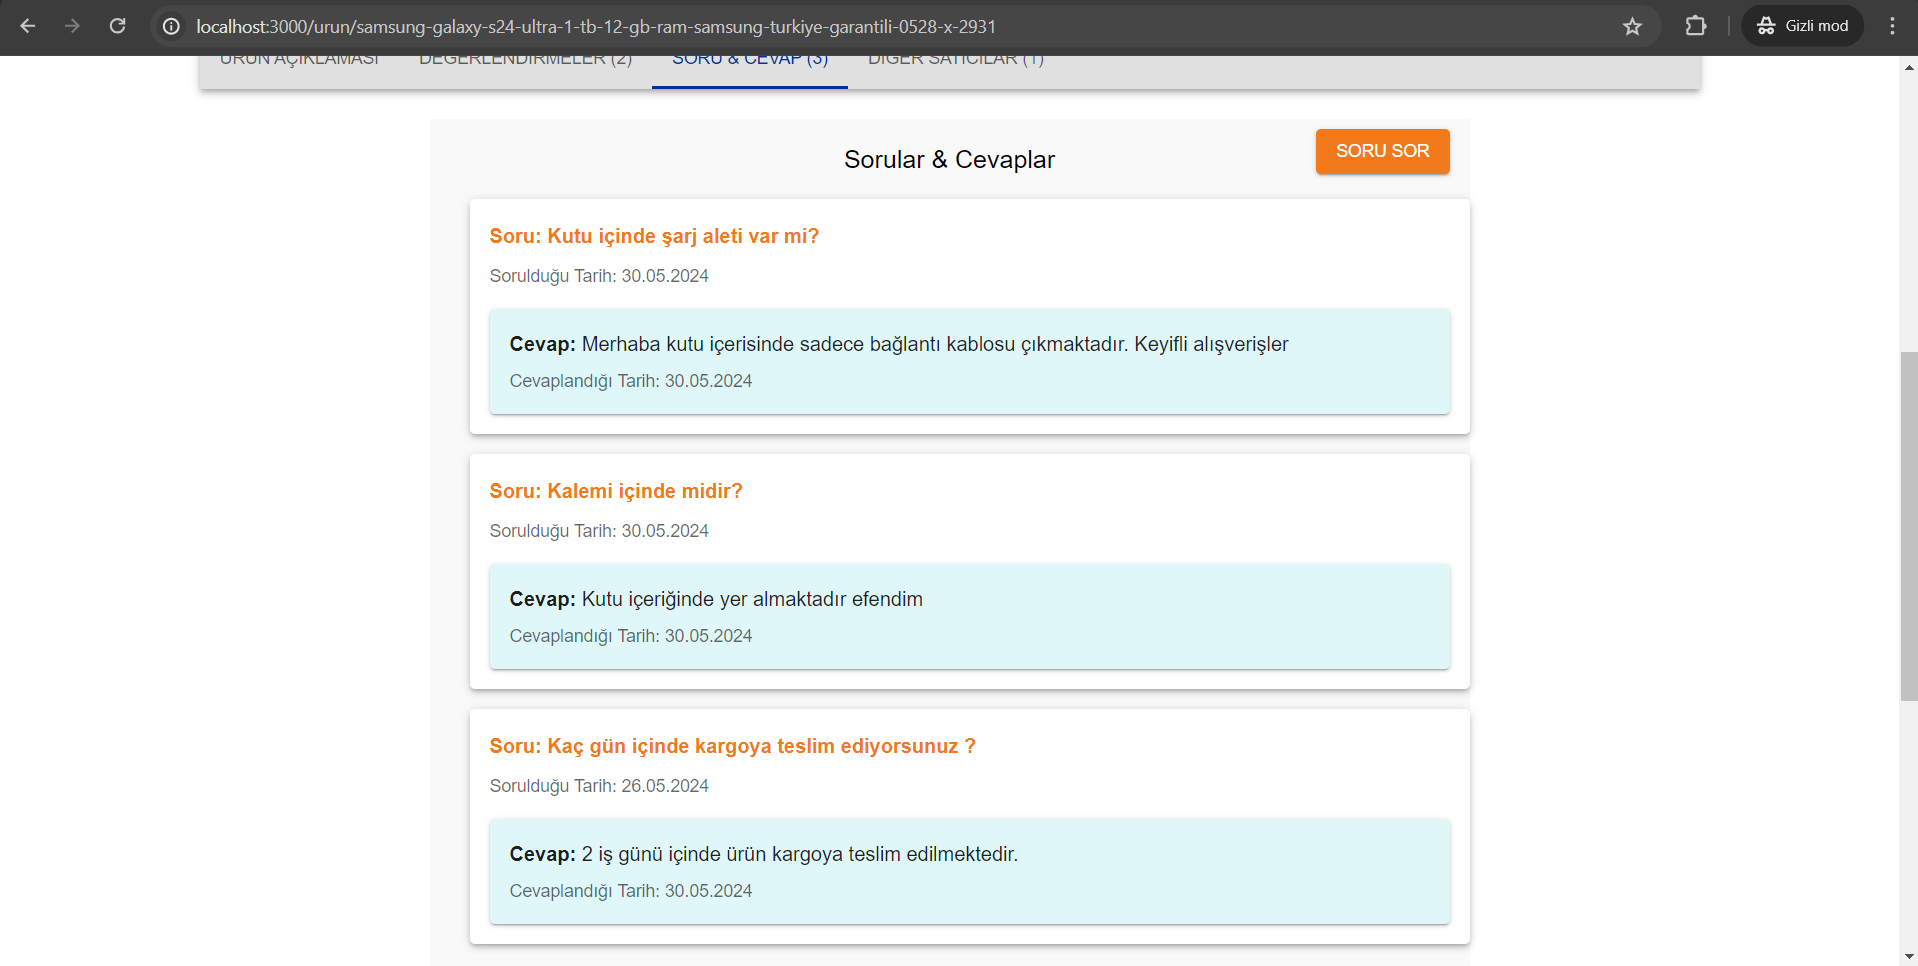 localhost:3000/urun/samsung-galaxy-s24-ultra-1-tb-12-gb-ram-samsung-turkiye-garantili-0528-x-2931
Gizli mod
ÜRÜN AÇIKLAMASI
DEĞERLENDİRMELER (2)
SORU & CEVAP (3)
DİĞER SATICILAR (1)
Sorular & Cevaplar
SORU SOR
Soru: Kutu içinde şarj aleti var mi?
Sorulduğu Tarih: 30.05.2024
Cevap: Merhaba kutu içerisinde sadece bağlantı kablosu çıkmaktadır. Keyifli alışverişler
Cevaplandığı Tarih: 30.05.2024
Soru: Kalemi içinde midir?
Sorulduğu Tarih: 30.05.2024
Cevap: Kutu içeriğinde yer almaktadır efendim
Cevaplandığı Tarih: 30.05.2024
Soru: Kaç gün içinde kargoya teslim ediyorsunuz ?
Sorulduğu Tarih: 26.05.2024
Cevap: 2 iş günü içinde ürün kargoya teslim edilmektedir.
Cevaplandığı Tarih: 30.05.2024